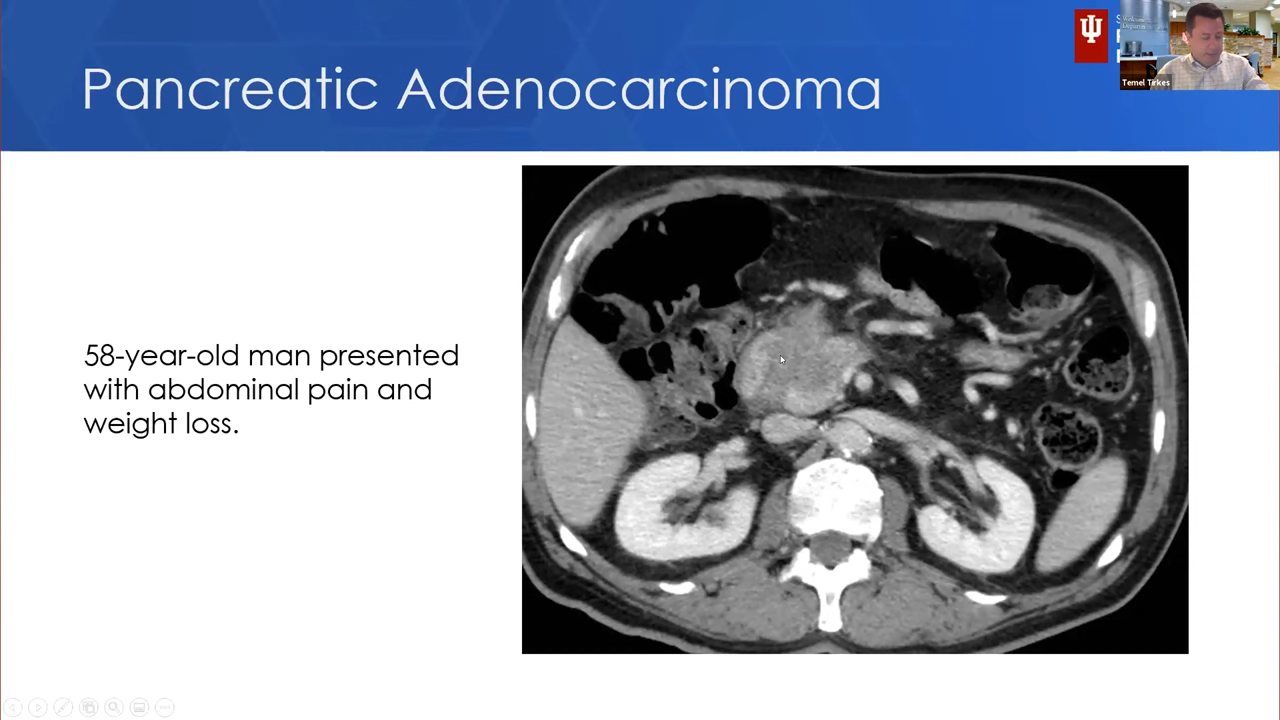 Pancreatic Adenocarcinoma
Temel Tirkes
58-year-old man presented
with abdominal pain and
weight loss.